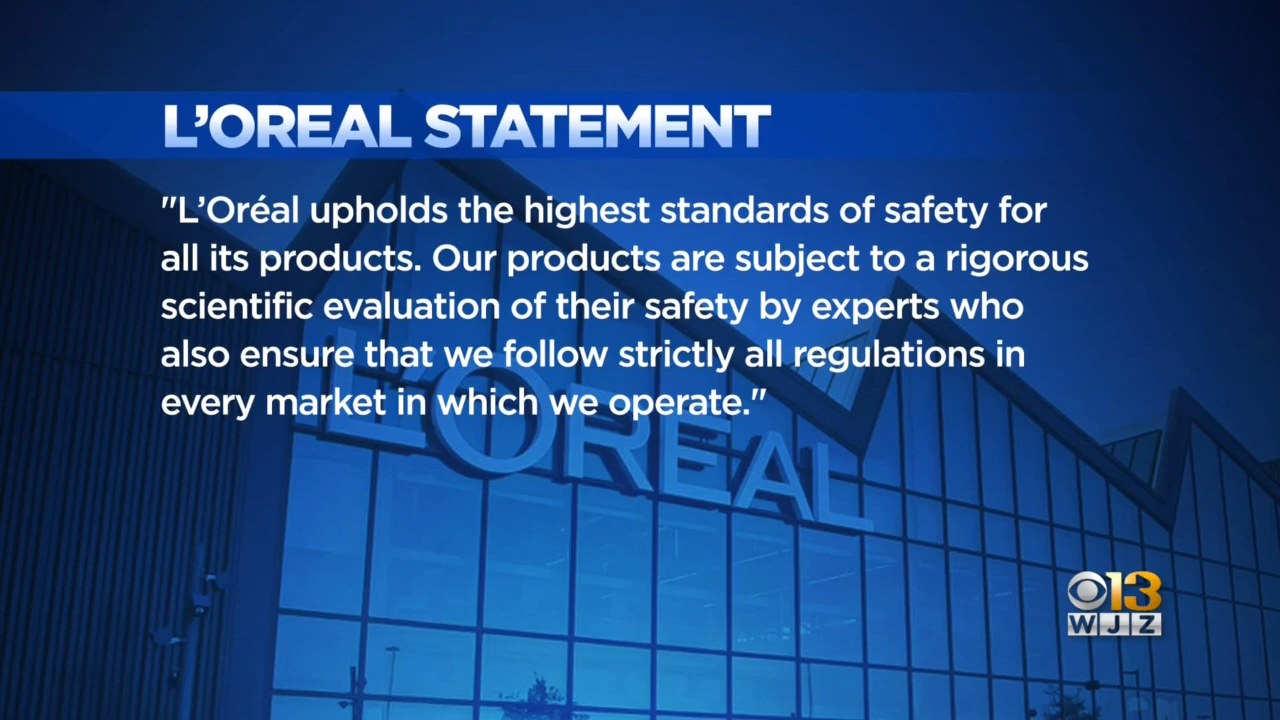 L'OREAL STATEMENT
"L'Oréal upholds the highest standards of safety for
all its products. Our products are subject to a rigorous
scientific evaluation of their safety by experts who
also ensure that we follow strictly all regulations in
every market in which we operate."
L'ORÉAL
13
WJZ